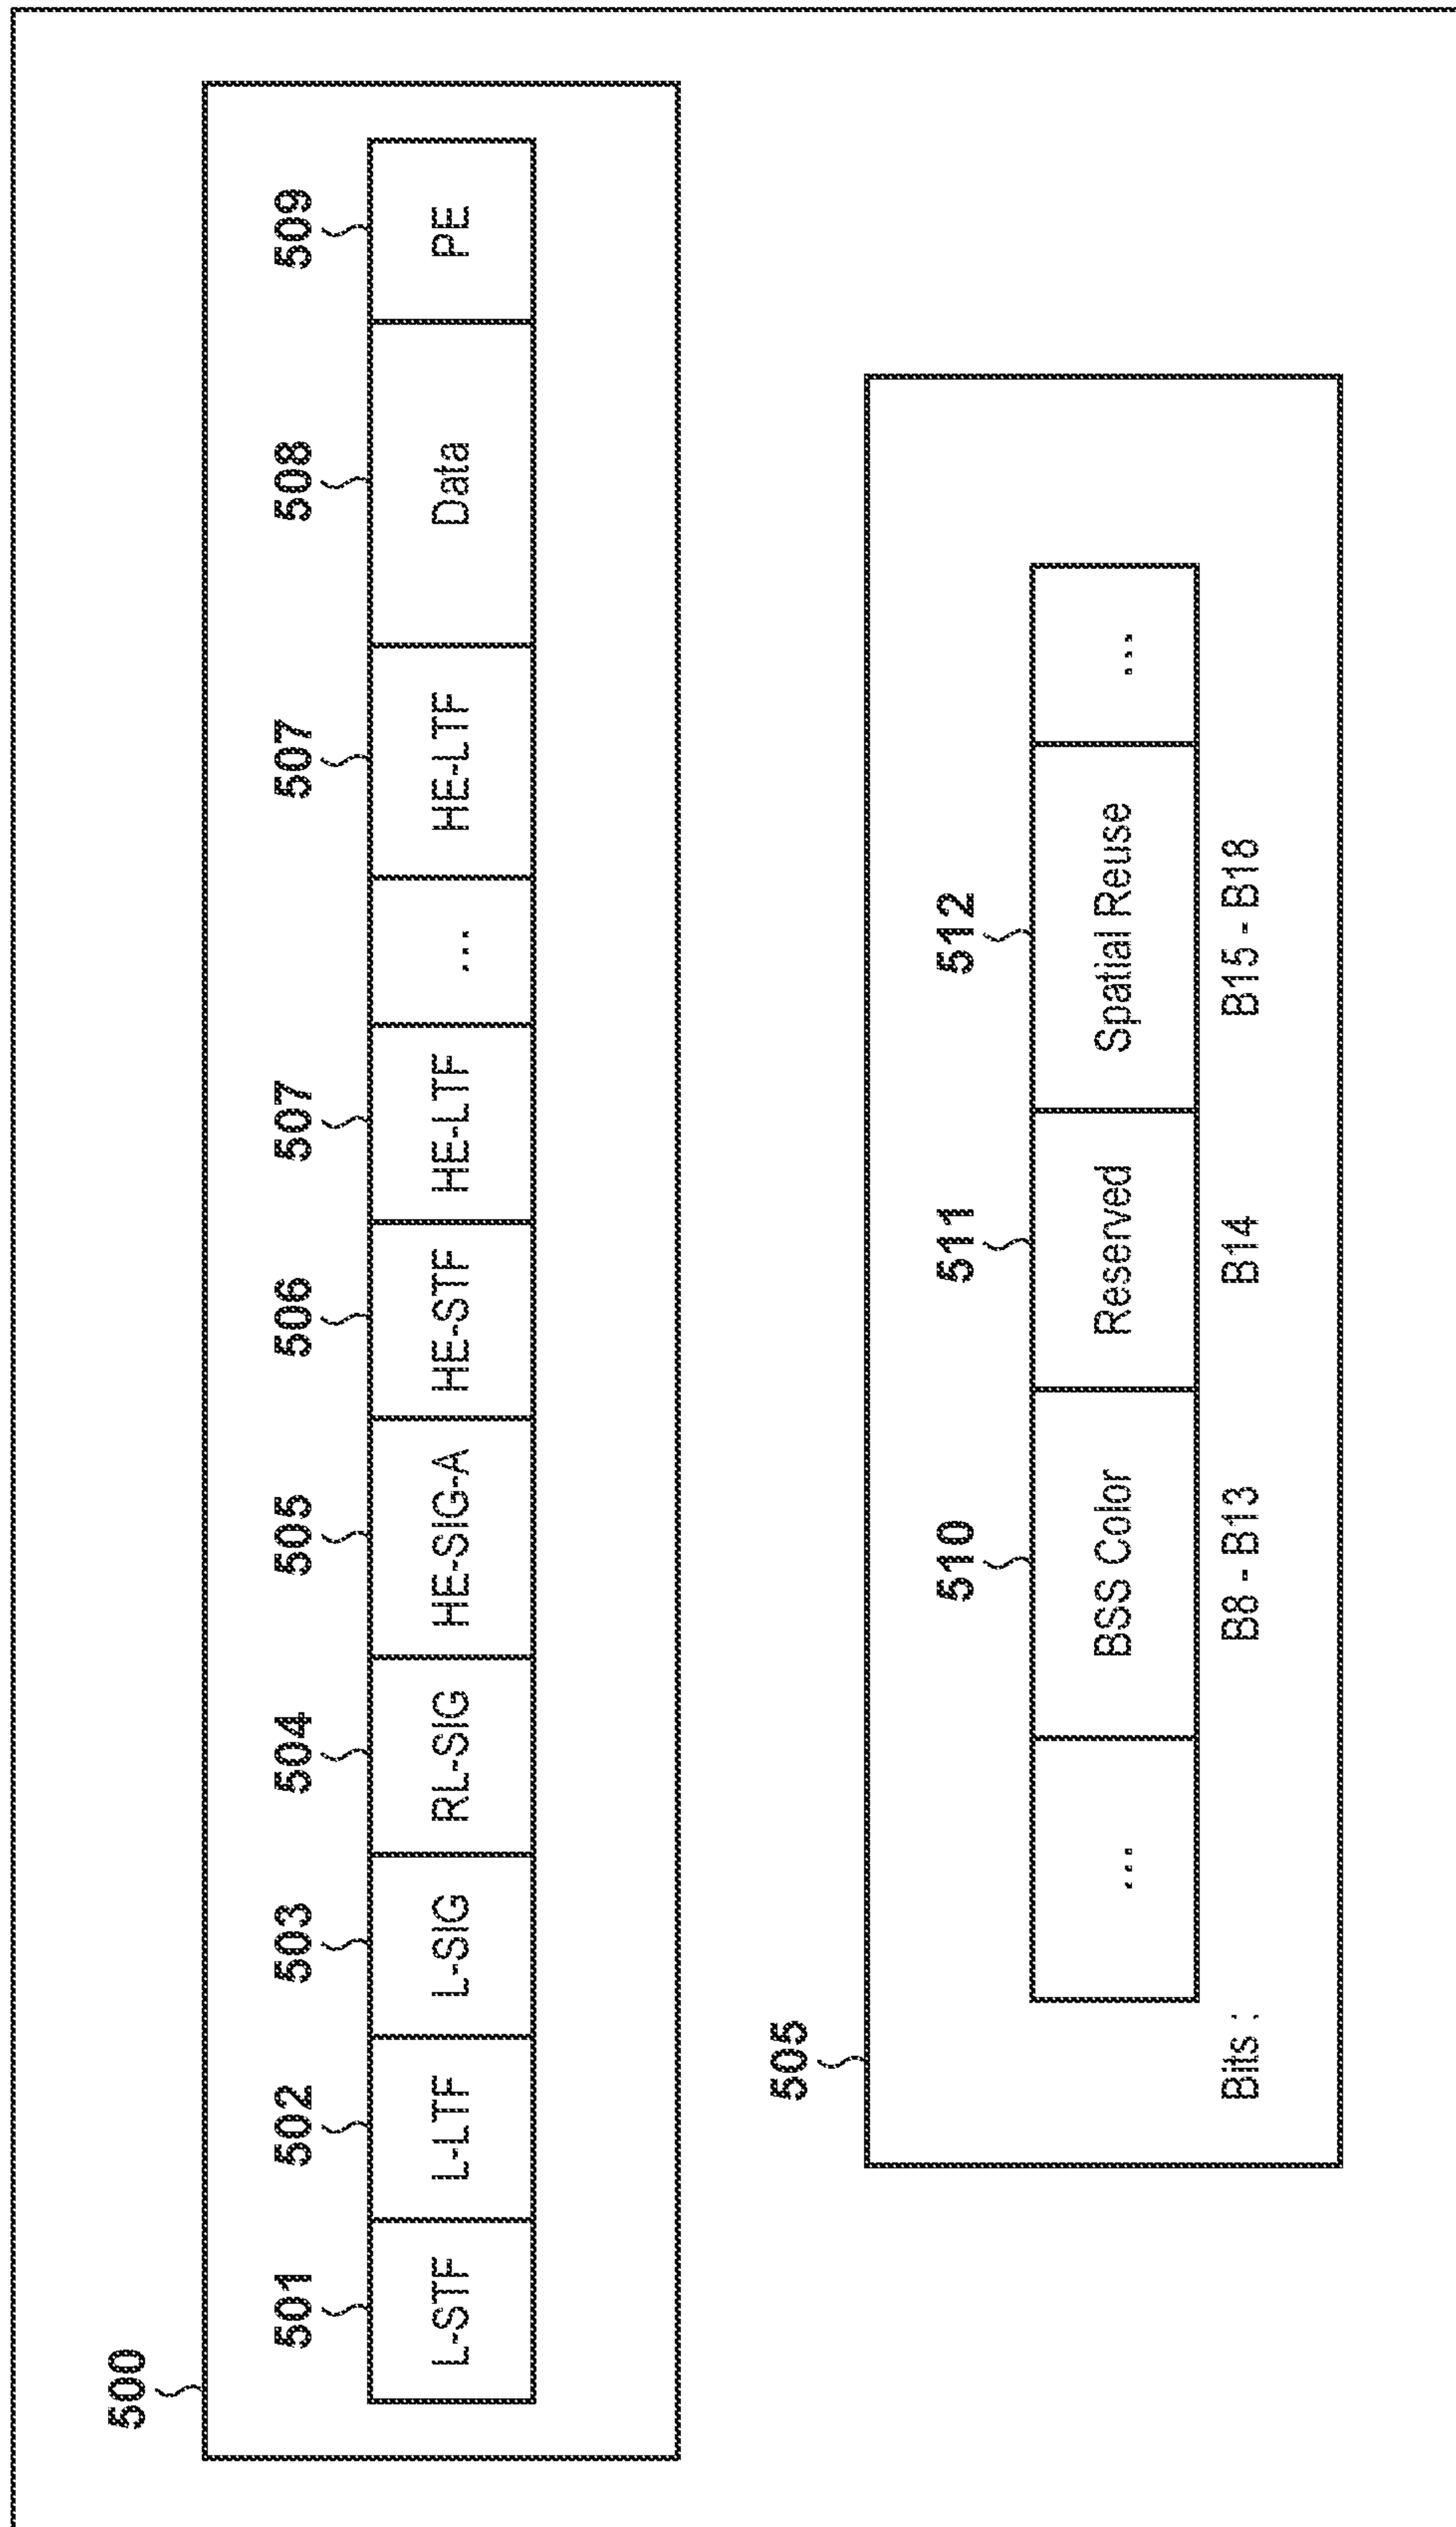 500
501 502 503 504 505 506 507 507 508 509
L-STF L-LTF L-SIG RL-SIG HE-SIG-A HE-STF HE-LTF ... HE-LTF Data PE
505
510 511 512
... BSS Color Reserved Spatial Reuse ...
Bits : B8 - B13 B14 B15 - B18